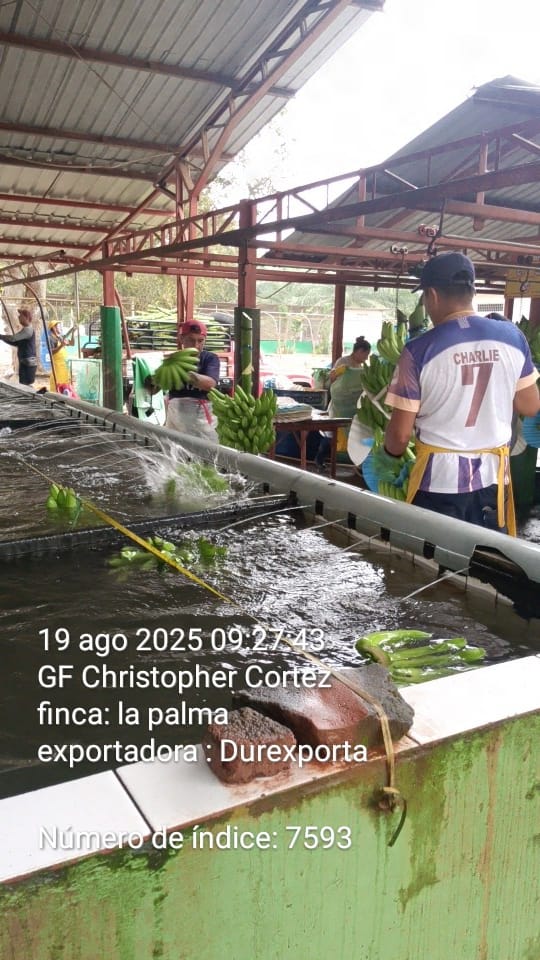 CHARLIE
7
19 ago 2025 09:27:43
GF Christopher Cortez
finca: la palma
exportadora : Durexporta
Número de índice: 7593